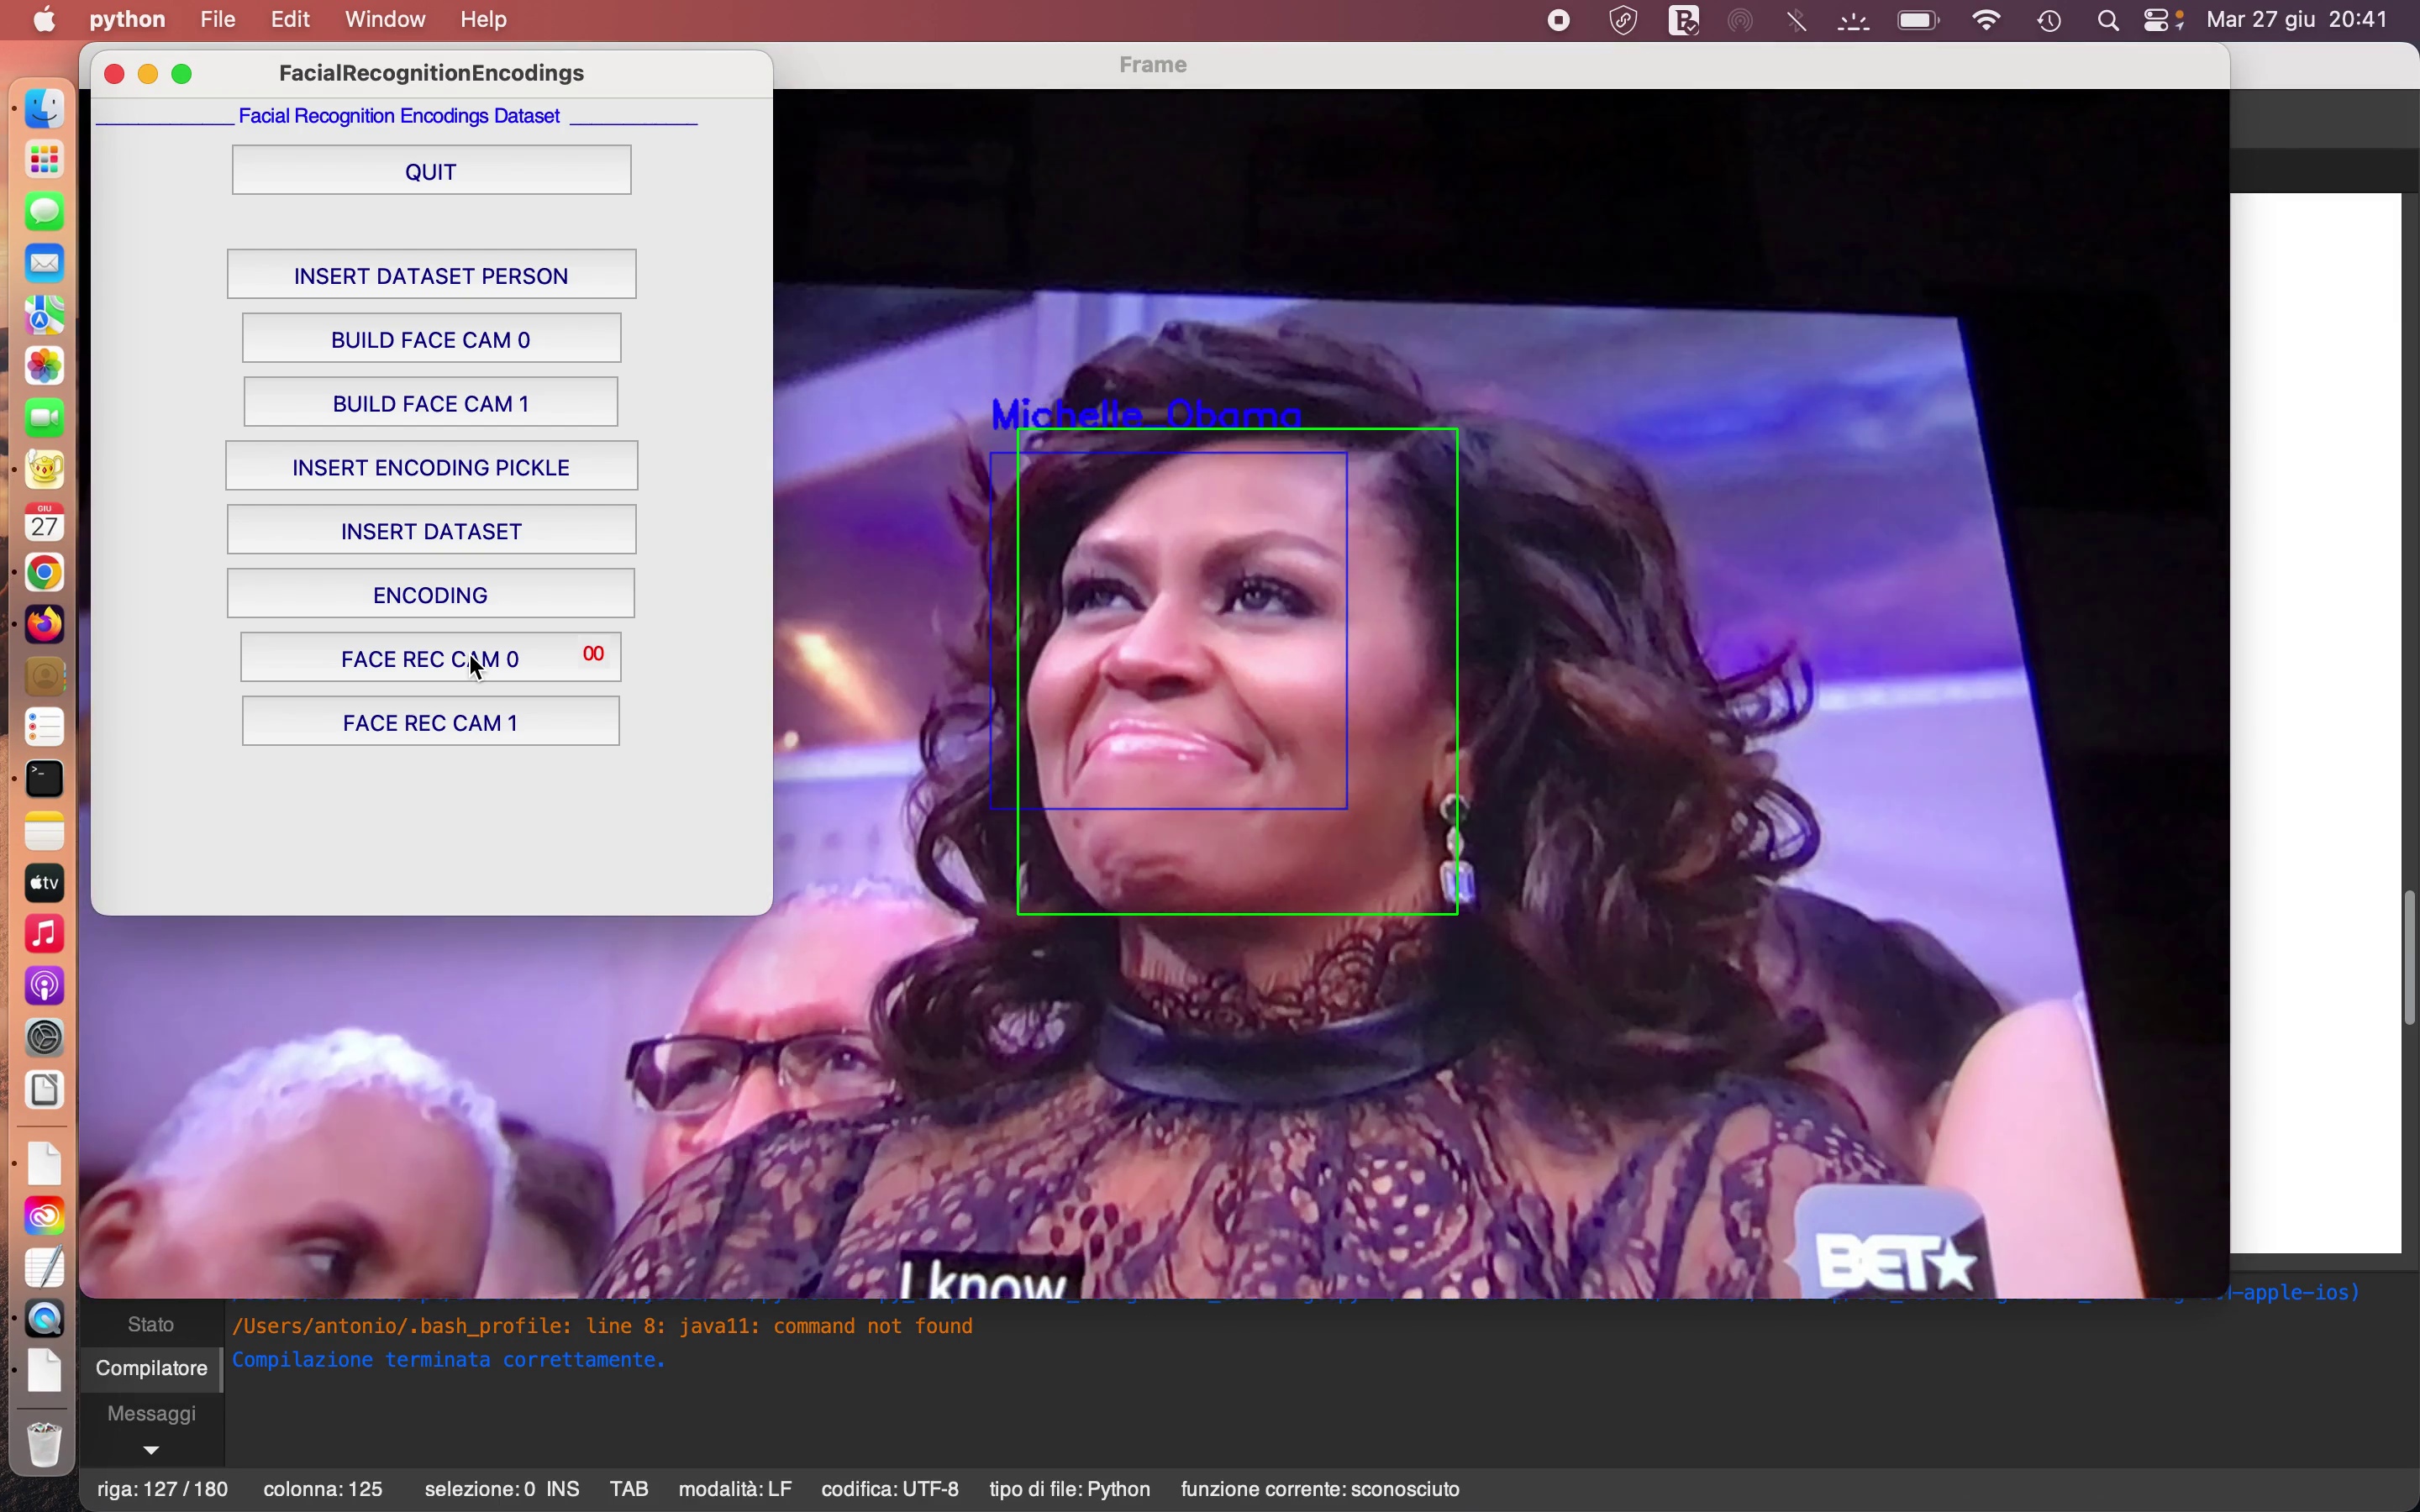 python File Edit Window Help
Mar 27 giu 20:41
FacialRecognitionEncodings
Frame
Facial Recognition Encodings Dataset
QUIT
INSERT DATASET PERSON
BUILD FACE CAM 0
BUILD FACE CAM 1
INSERT ENCODING PICKLE
INSERT DATASET
ENCODING
FACE REC CAM 0 00
FACE REC CAM 1
Michelle_Obama
GIU
27
tv
BET
I know
-apple-ios)
Stato
/Users/antonio/.bash_profile: line 8: java11: command not found
Compilatore
Compilazione terminata correttamente.
Messaggi
riga: 127 / 180 colonna: 125 selezione: 0 INS TAB modalità: LF codifica: UTF-8 tipo di file: Python funzione corrente: sconosciuto